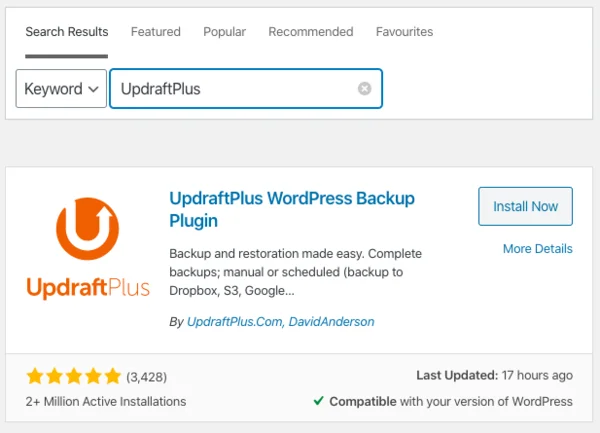 Search Results Featured Popular Recommended Favourites
Keyword UpdraftPlus
UpdraftPlus WordPress Backup
Plugin
Install Now
More Details
Backup and restoration made easy. Complete
backups; manual or scheduled (backup to
Dropbox, S3, Google...
By UpdraftPlus.Com, DavidAnderson
UpdraftPlus
(3,428)
Last Updated: 17 hours ago
2+ Million Active Installations
Compatible with your version of WordPress